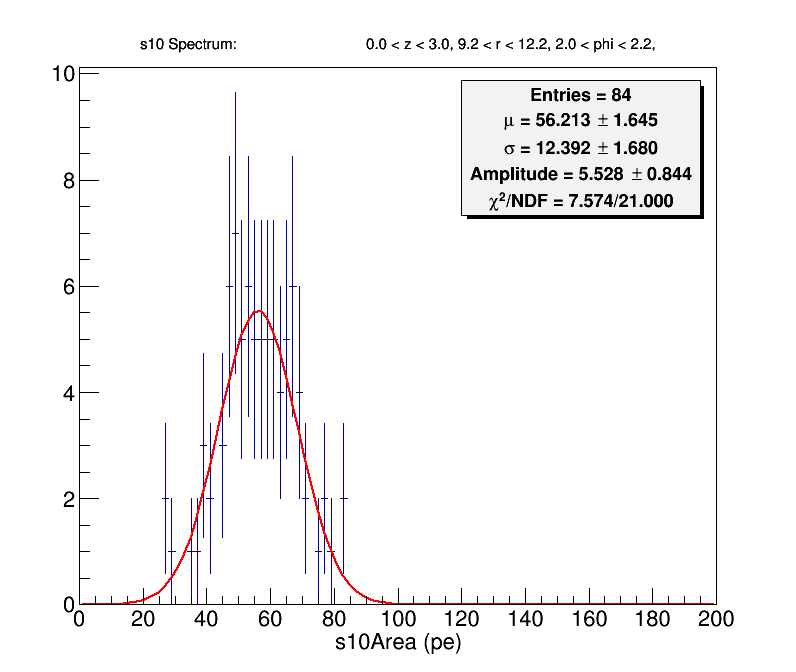 s10 Spectrum: 0.0 < z < 3.0, 9.2 < r < 12.2, 2.0 < phi < 2.2,
Entries = 84
μ = 56.213 ± 1.645
σ = 12.392 ± 1.680
Amplitude = 5.528 ± 0.844
χ²/NDF = 7.574/21.000
10
8
6
4
2
0
0 20 40 60 80 100 120 140 160 180 200
s10Area (pe)